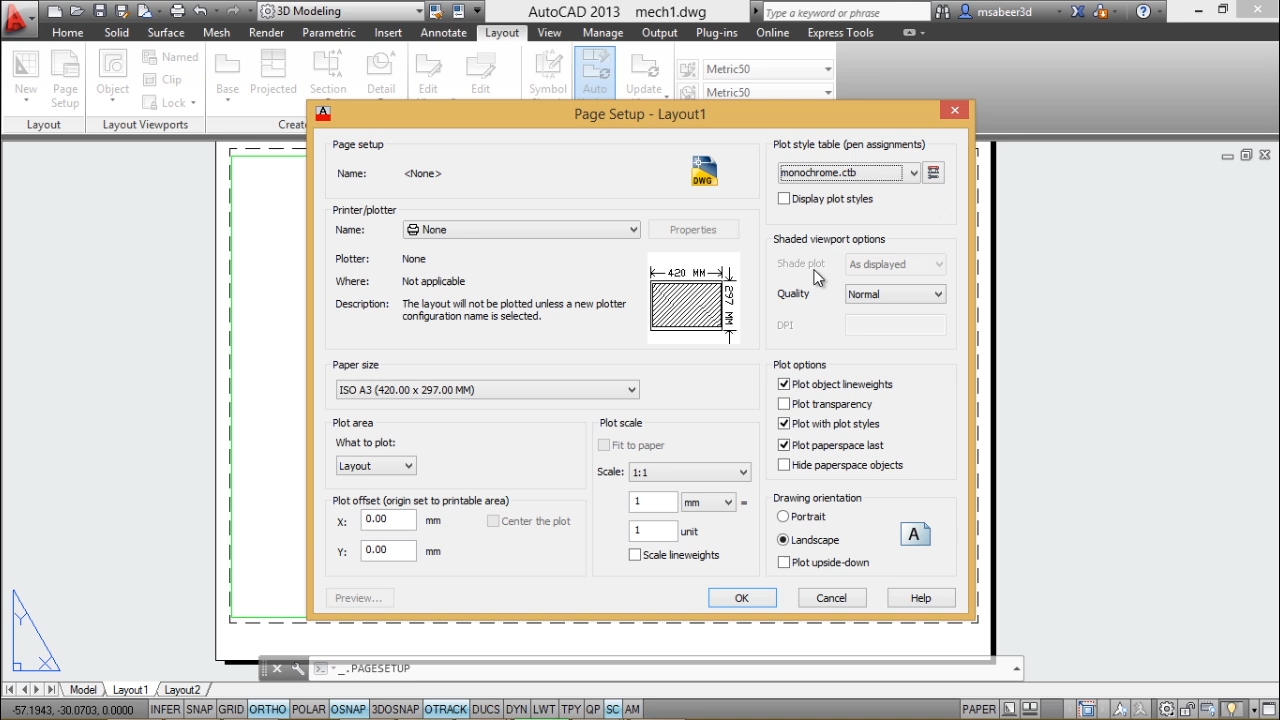 3D Modeling
AutoCAD 2013 mech1.dwg
Type a keyword or phrase
msabeer3d
Home Solid Surface Mesh Render Parametric Insert Annotate Layout View Manage Output Plug-ins Online Express Tools
New
Page Setup
Object
Named
Clip
Lock
Base
Projected
Section
Detail
Edit
Edit
Symbol
Auto
Update
Metric50
Metric50
Layout
Layout Viewports
Create
Page Setup - Layout1
Page setup
Name: <None>
DWG
Printer/plotter
Name: None
Properties
Plotter: None
Where: Not applicable
Description: The layout will not be plotted unless a new plotter
configuration name is selected.
420 MM
297 MM
Paper size
ISO A3 (420.00 x 297.00 MM)
Plot area
What to plot:
Layout
Plot offset (origin set to printable area)
X: 0.00 mm
Center the plot
Y: 0.00 mm
Plot scale
Fit to paper
Scale: 1:1
1 mm =
1 unit
Scale lineweights
Plot style table (pen assignments)
monochrome.ctb
Display plot styles
Shaded viewport options
Shade plot As displayed
Quality Normal
DPI
Plot options
Plot object lineweights
Plot transparency
Plot with plot styles
Plot paperspace last
Hide paperspace objects
Drawing orientation
Portrait
Landscape
Plot upside-down
A
Preview...
OK
Cancel
Help
Y
X
_.PAGESETUP
Model Layout1 Layout2
-57.1943, -30.0703, 0.0000
INFER SNAP GRID ORTHO POLAR OSNAP 3DOSNAP OTRACK DUCS DYN LWT TPY QP SC AM
PAPER